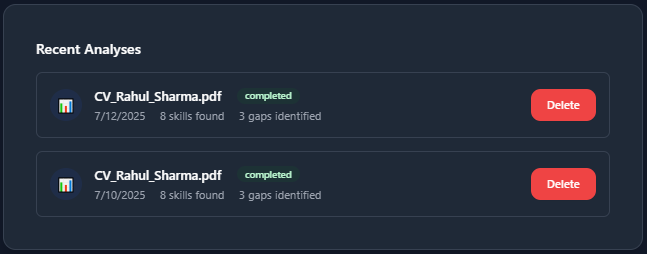 Recent Analyses
CV_Rahul_Sharma.pdf completed
7/12/2025 8 skills found 3 gaps identified
Delete
CV_Rahul_Sharma.pdf completed
7/10/2025 8 skills found 3 gaps identified
Delete